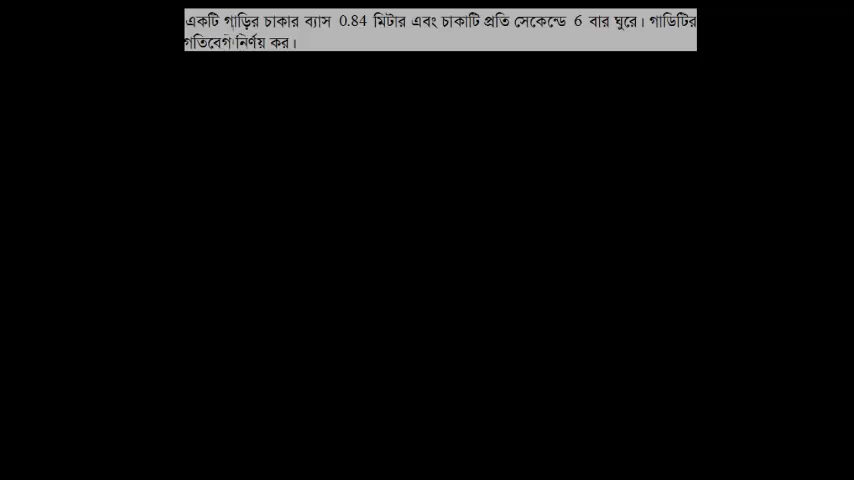 একটি গাড়ির চাকার ব্যাস 0.84 মিটার এবং চাকাটি প্রতি সেকেন্ডে 6 বার ঘুরে। গাড়িটির
গতিবেগ নির্ণয় কর।